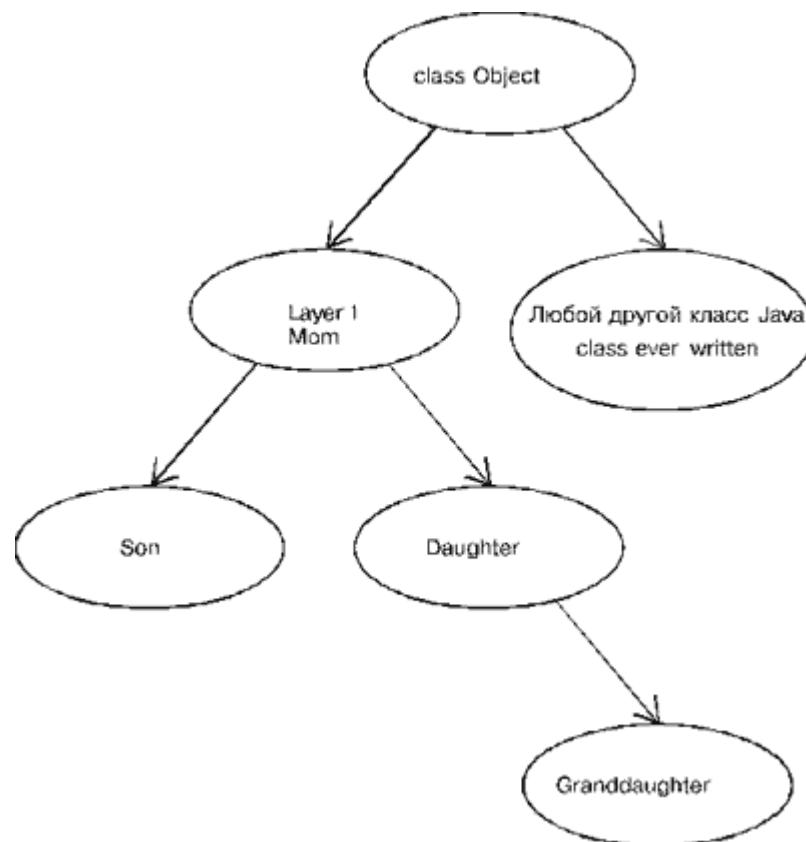 class Object
Layer 1
Mom
Любой другой класс Java
class ever written
Son
Daughter
Granddaughter